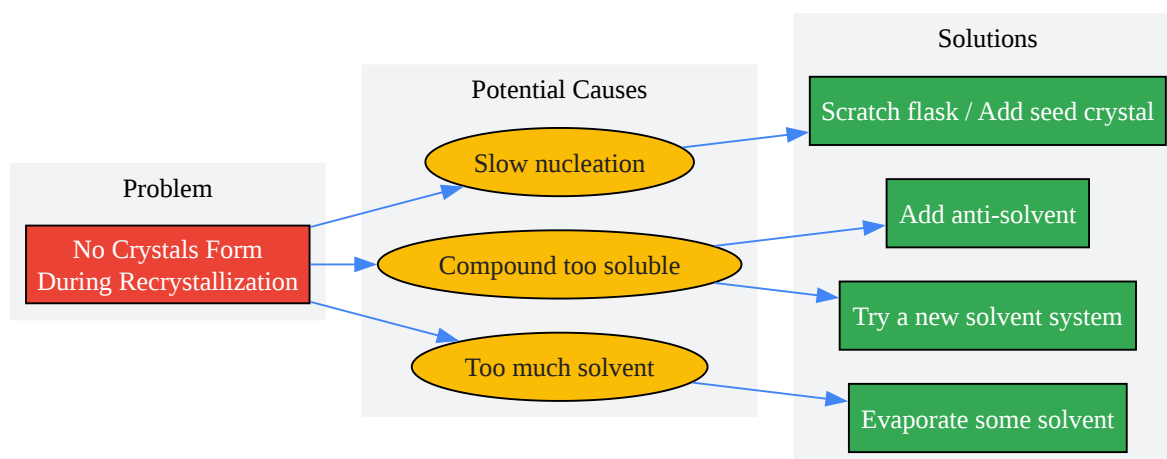 Problem
No Crystals Form
During Recrystallization
Potential Causes
Slow nucleation
Compound too soluble
Too much solvent
Solutions
Scratch flask / Add seed crystal
Add anti-solvent
Try a new solvent system
Evaporate some solvent